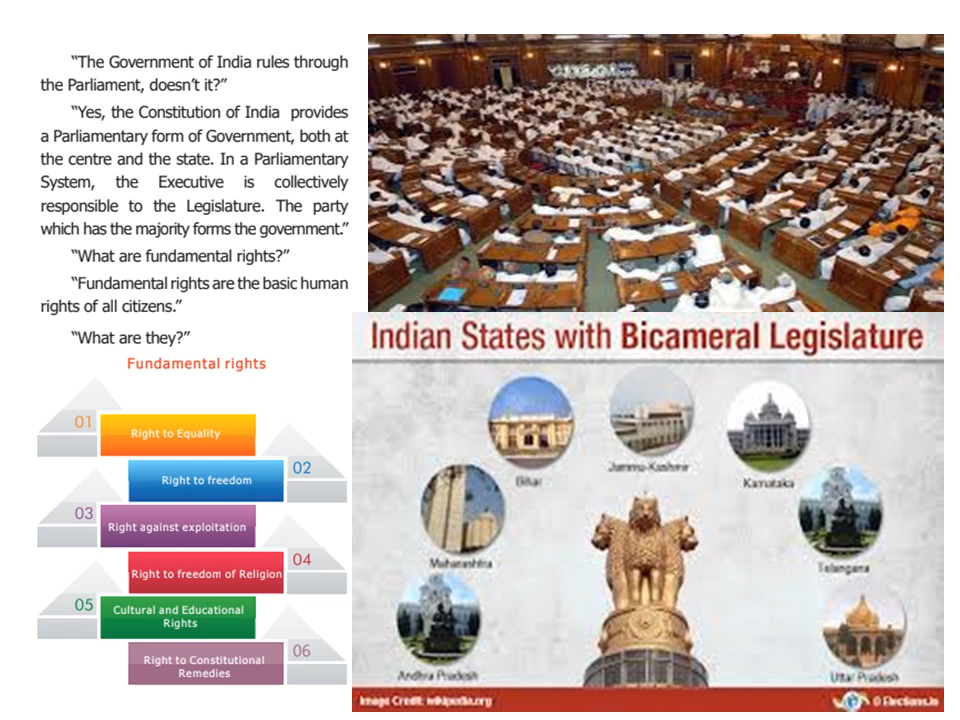 “The Government of India rules through
the Parliament, doesn’t it?”
“Yes, the Constitution of India provides
a Parliamentary form of Government, both at
the centre and the state. In a Parliamentary
System, the Executive is collectively
responsible to the Legislature. The party
which has the majority forms the government.”
“What are fundamental rights?”
“Fundamental rights are the basic human
rights of all citizens.”
“What are they?”
Fundamental rights
01
Right to Equality
Right to freedom
02
03
Right against exploitation
Right to freedom of Religion
04
05
Cultural and Educational
Rights
Right to Constitutional
Remedies
06
Indian States with Bicameral Legislature
Bihar
Jammu-Kashmir
Karnataka
Maharashtra
Telangana
Andhra Pradesh
Uttar Pradesh
Image Credit: wikipedia.org
© Elections.in